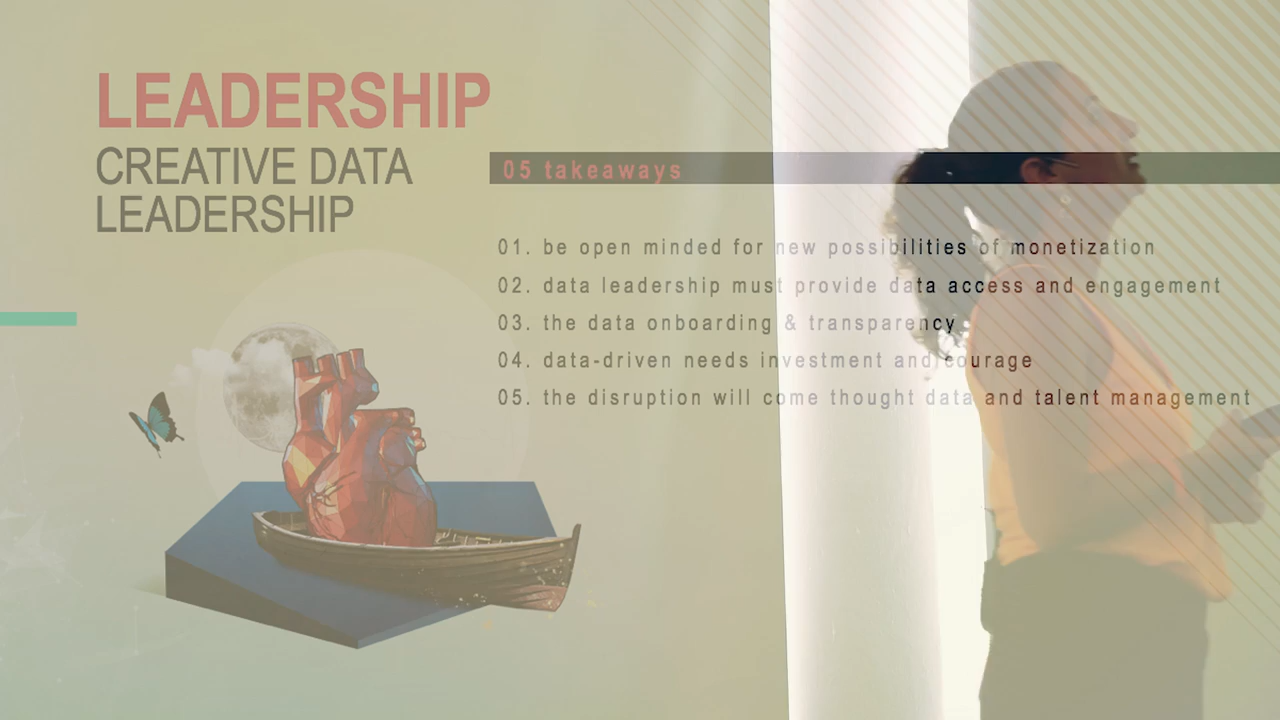 LEADERSHIP
CREATIVE DATA
LEADERSHIP
05 takeaways
01. be open minded for new possibilities of monetization
02. data leadership must provide data access and engagement
03. the data onboarding & transparency
04. data-driven needs investment and courage
05. the disruption will come thought data and talent management